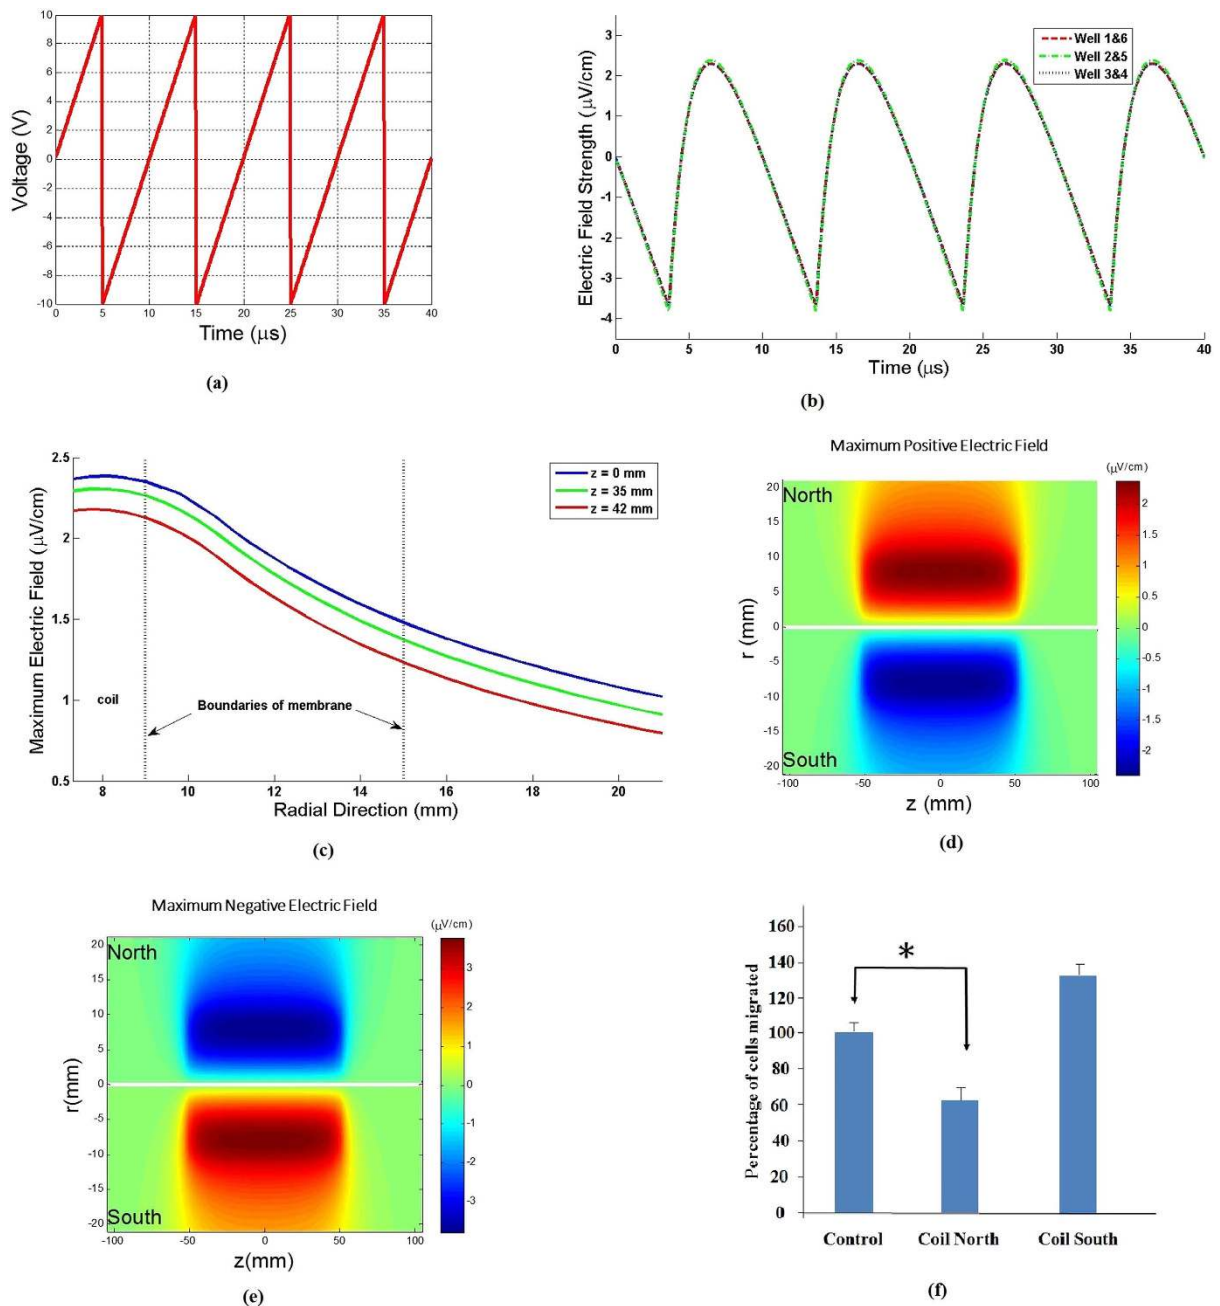 10
8
6
4
2
0
-2
-4
-6
-8
-10
Voltage (V)
0 5 10 15 20 25 30 35 40
Time (μs)
(a)
Well 1&6
Well 2&5
Well 3&4
3
2
1
0
-1
-2
-3
-4
Electric Field Strength (μV/cm)
0 5 10 15 20 25 30 35 40
Time (μs)
(b)
2.5
2
1.5
1
0.5
Maximum Electric Field (μV/cm)
z = 0 mm
z = 35 mm
z = 42 mm
coil
Boundaries of membrane
8 10 12 14 16 18 20
Radial Direction (mm)
(c)
Maximum Positive Electric Field
(μV/cm)
North
South
20
15
10
5
0
-5
-10
-15
-20
r (mm)
-100 -50 0 50 100
z (mm)
2
1.5
1
0.5
0
-0.5
-1
-1.5
-2
(d)
Maximum Negative Electric Field
(μV/cm)
North
South
20
15
10
5
0
-5
-10
-15
-20
r(mm)
-100 -50 0 50 100
z(mm)
3
2
1
0
-1
-2
-3
(e)
160
140
120
100
80
60
40
20
0
Percentage of cells migrated
*
Control Coil North Coil South
(f)